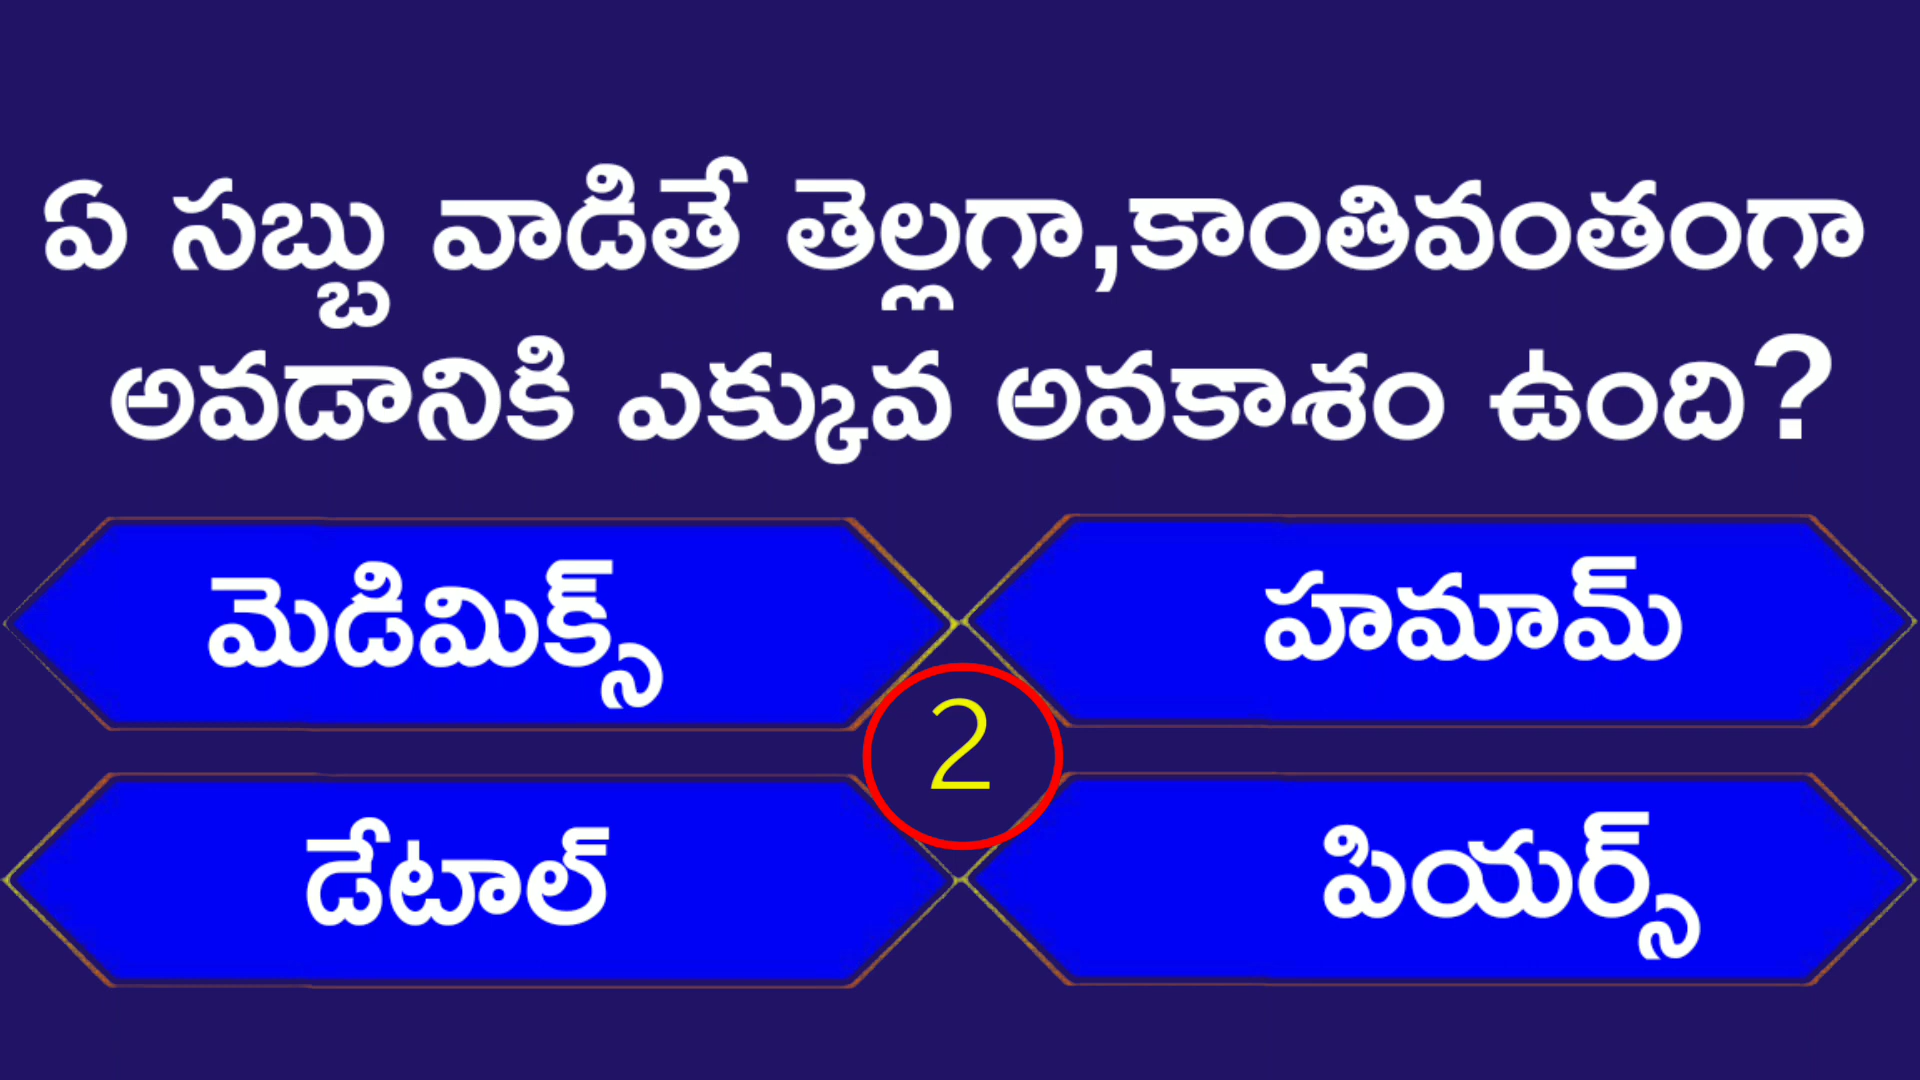 ఏ సబ్బు వాడితే తెల్లగా,కాంతివంతంగా
అవడానికి ఎక్కువ అవకాశం ఉంది?
మెడిమిక్స్
హమామ్
2
డేటాల్
పియర్స్